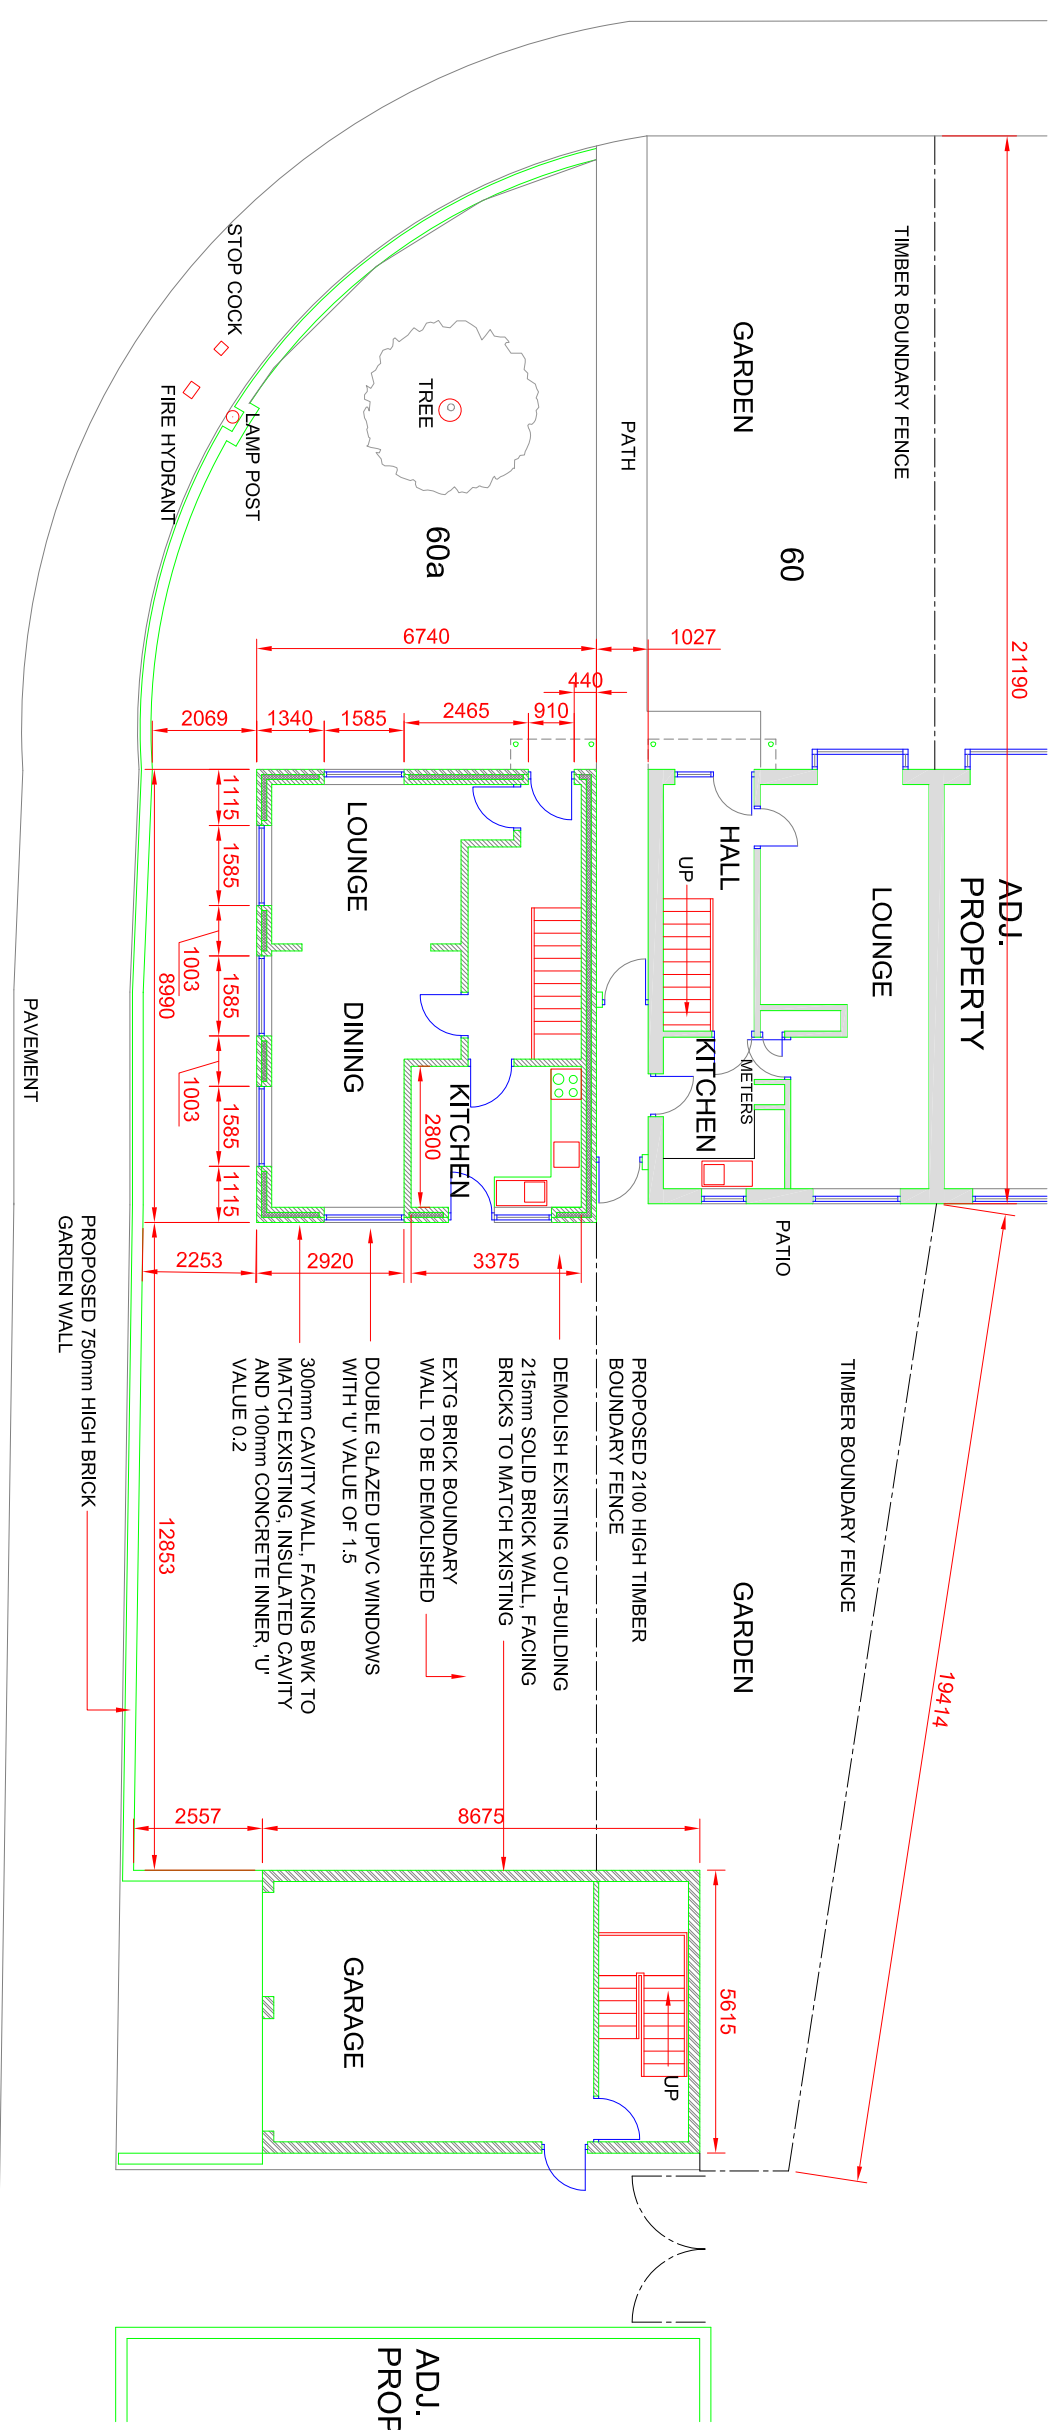 TIMBER BOUNDARY FENCE
21190
GARDEN
60
PATH
STOP COCK
LAMP POST
FIRE HYDRANT
TREE
60a
6740
1027
440
2069
1340
1585
2465
910
ADJ.
PROPERTY
LOUNGE
HALL
UP
KITCHEN
METERS
LOUNGE
DINING
KITCHEN
2800
1115
1585
1003
1585
1003
1585
1115
8990
PAVEMENT
2253
2920
3375
PATIO
PROPOSED 750mm HIGH BRICK
GARDEN WALL
TIMBER BOUNDARY FENCE
PROPOSED 2100 HIGH TIMBER
BOUNDARY FENCE
DEMOLISH EXISTING OUT-BUILDING
215mm SOLID BRICK WALL, FACING
BRICKS TO MATCH EXISTING
EXTG BRICK BOUNDARY
WALL TO BE DEMOLISHED
DOUBLE GLAZED UPVC WINDOWS
WITH 'U' VALUE OF 1.5
300mm CAVITY WALL, FACING BWK TO
MATCH EXISTING, INSULATED CAVITY
AND 100mm CONCRETE INNER, 'U'
VALUE 0.2
12853
GARDEN
19414
2557
8675
5615
GARAGE
UP
ADJ.
PROP